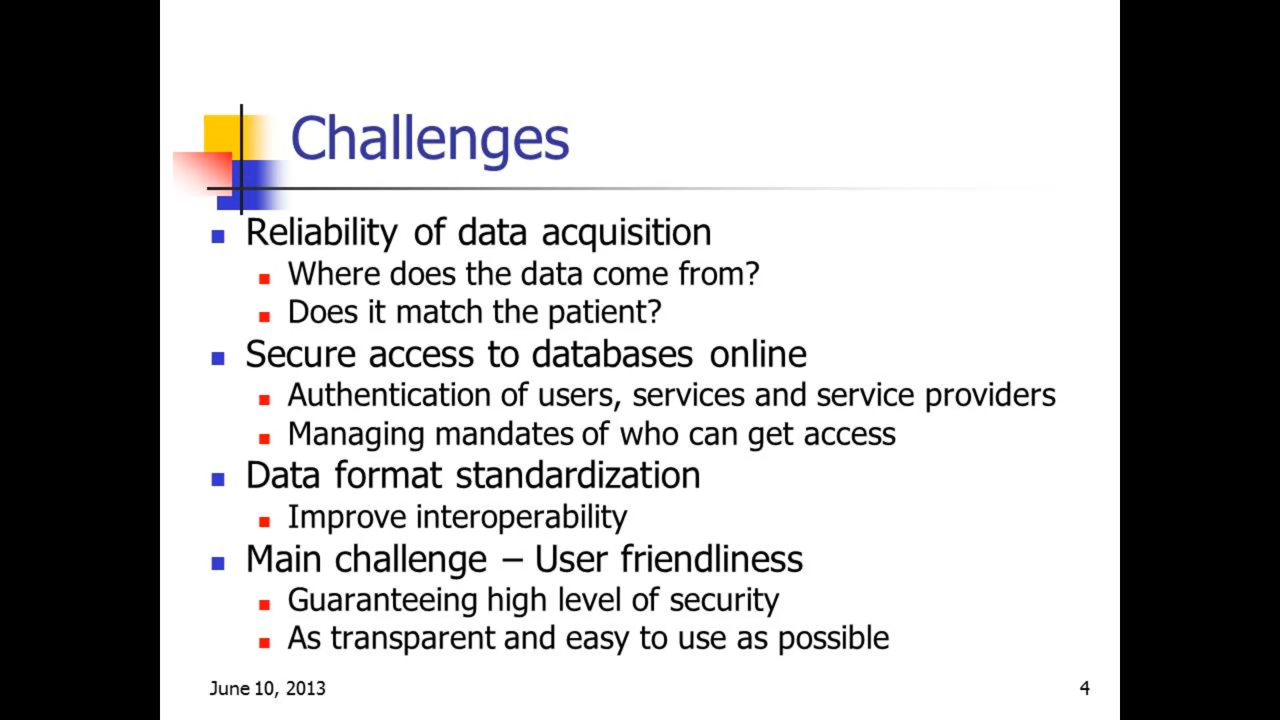 Challenges
Reliability of data acquisition
Where does the data come from?
Does it match the patient?
Secure access to databases online
Authentication of users, services and service providers
Managing mandates of who can get access
Data format standardization
Improve interoperability
Main challenge – User friendliness
Guaranteeing high level of security
As transparent and easy to use as possible
June 10, 2013
4